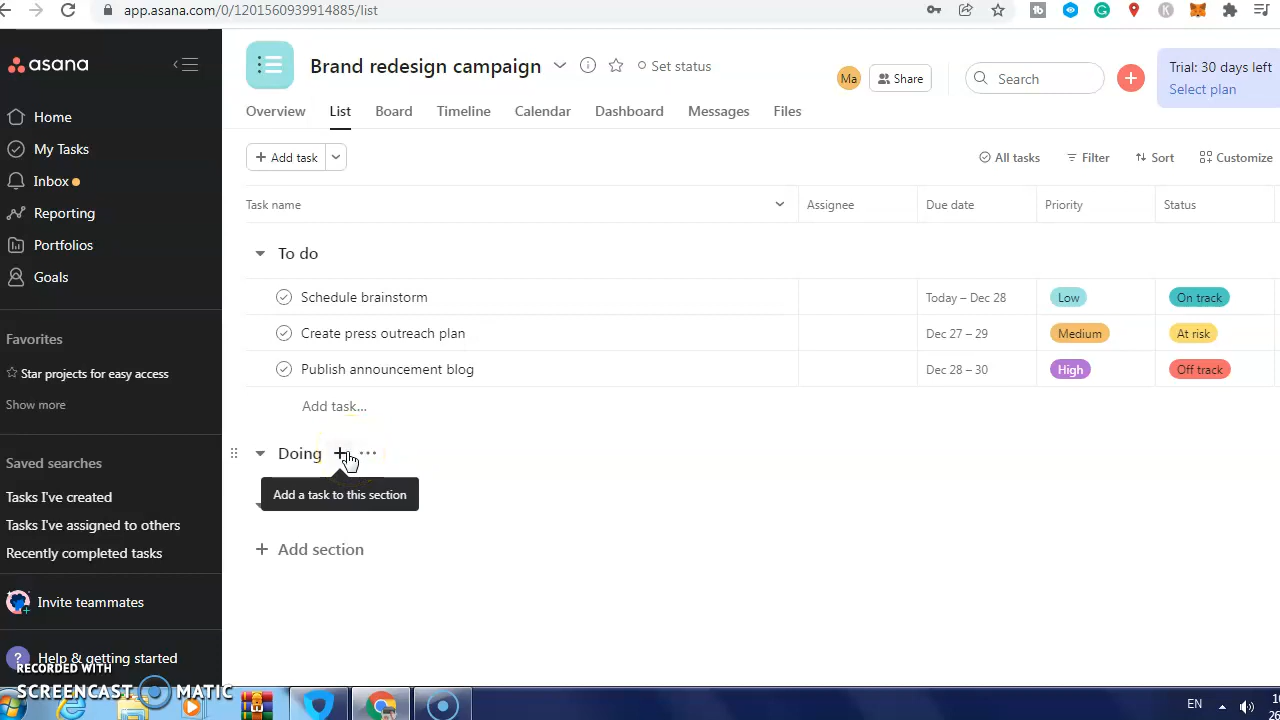 app.asana.com/0/1201560939914885/list
asana
Brand redesign campaign
Set status
Ma
Share
Search
Trial: 30 days left
Select plan
Overview
List
Board
Timeline
Calendar
Dashboard
Messages
Files
Home
My Tasks
Inbox
Reporting
Portfolios
Goals
Favorites
Star projects for easy access
Show more
Saved searches
Tasks I've created
Tasks I've assigned to others
Recently completed tasks
Invite teammates
? Help & getting started
+ Add task
All tasks
Filter
Sort
Customize
Task name
Assignee
Due date
Priority
Status
To do
Schedule brainstorm
Today – Dec 28
Low
On track
Create press outreach plan
Dec 27 – 29
Medium
At risk
Publish announcement blog
Dec 28 – 30
High
Off track
Add task...
Doing
Add a task to this section
+ Add section
RECORDED WITH
SCREENCAST MATIC
EN